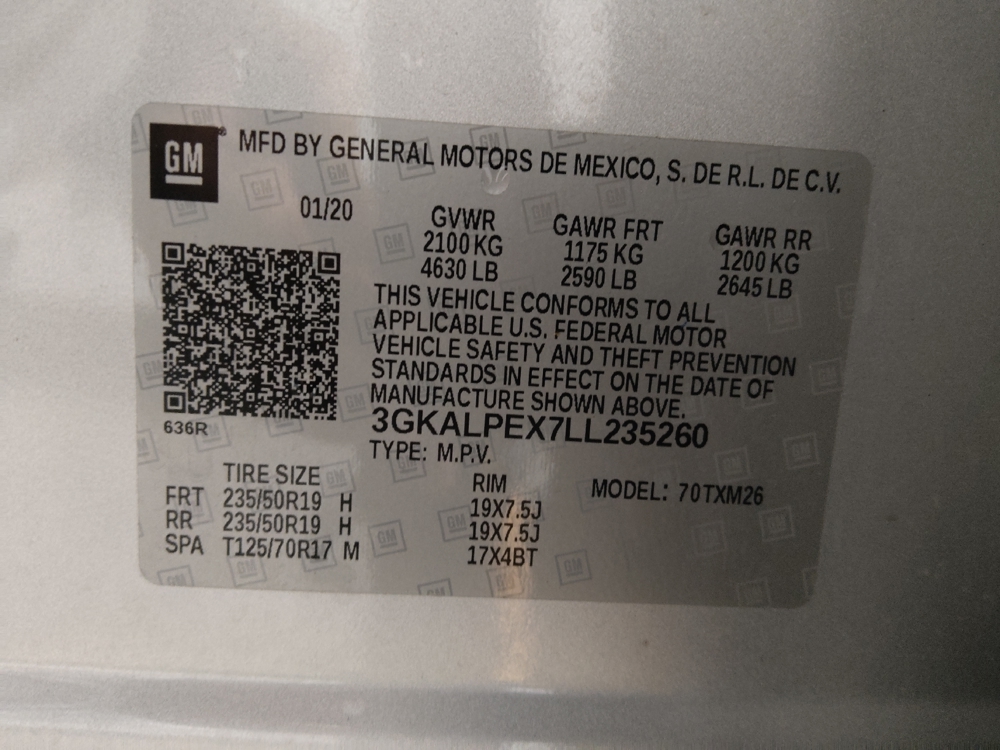 GM® MFD BY GENERAL MOTORS DE MEXICO, S. DE R.L. DE C.V.
01/20
GVWR GAWR FRT GAWR RR
2100 KG 1175 KG 1200 KG
4630 LB 2590 LB 2645 LB
THIS VEHICLE CONFORMS TO ALL
APPLICABLE U.S. FEDERAL MOTOR
VEHICLE SAFETY AND THEFT PREVENTION
STANDARDS IN EFFECT ON THE DATE OF
MANUFACTURE SHOWN ABOVE.
636R
3GKALPEX7LL235260
TYPE: M.P.V.
TIRE SIZE RIM MODEL: 70TXM26
FRT 235/50R19 H 19X7.5J
RR 235/50R19 H 19X7.5J
SPA T125/70R17 M 17X4BT